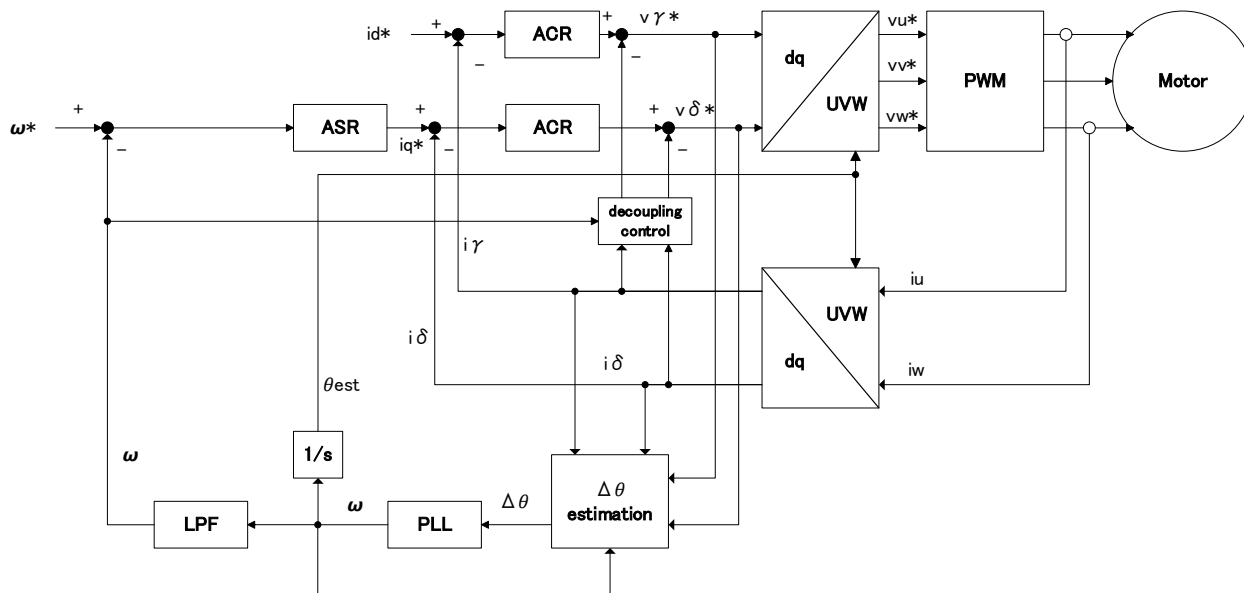 id*
+
−
ACR
+
−
vγ*
dq
UVW
vu*
vv*
vw*
PWM
Motor
ω*
+
−
ASR
iq*
+
−
ACR
+
−
vδ*
decoupling
control
iγ
iδ
iδ
UVW
dq
iu
iw
θest
1/s
ω
LPF
ω
PLL
Δθ
Δθ
estimation